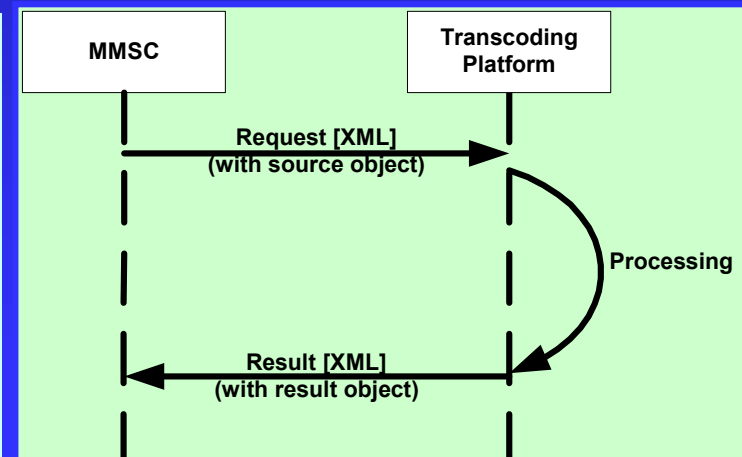 MMSC
Transcoding
Platform
Request [XML]
(with source object)
Processing
Result [XML]
(with result object)